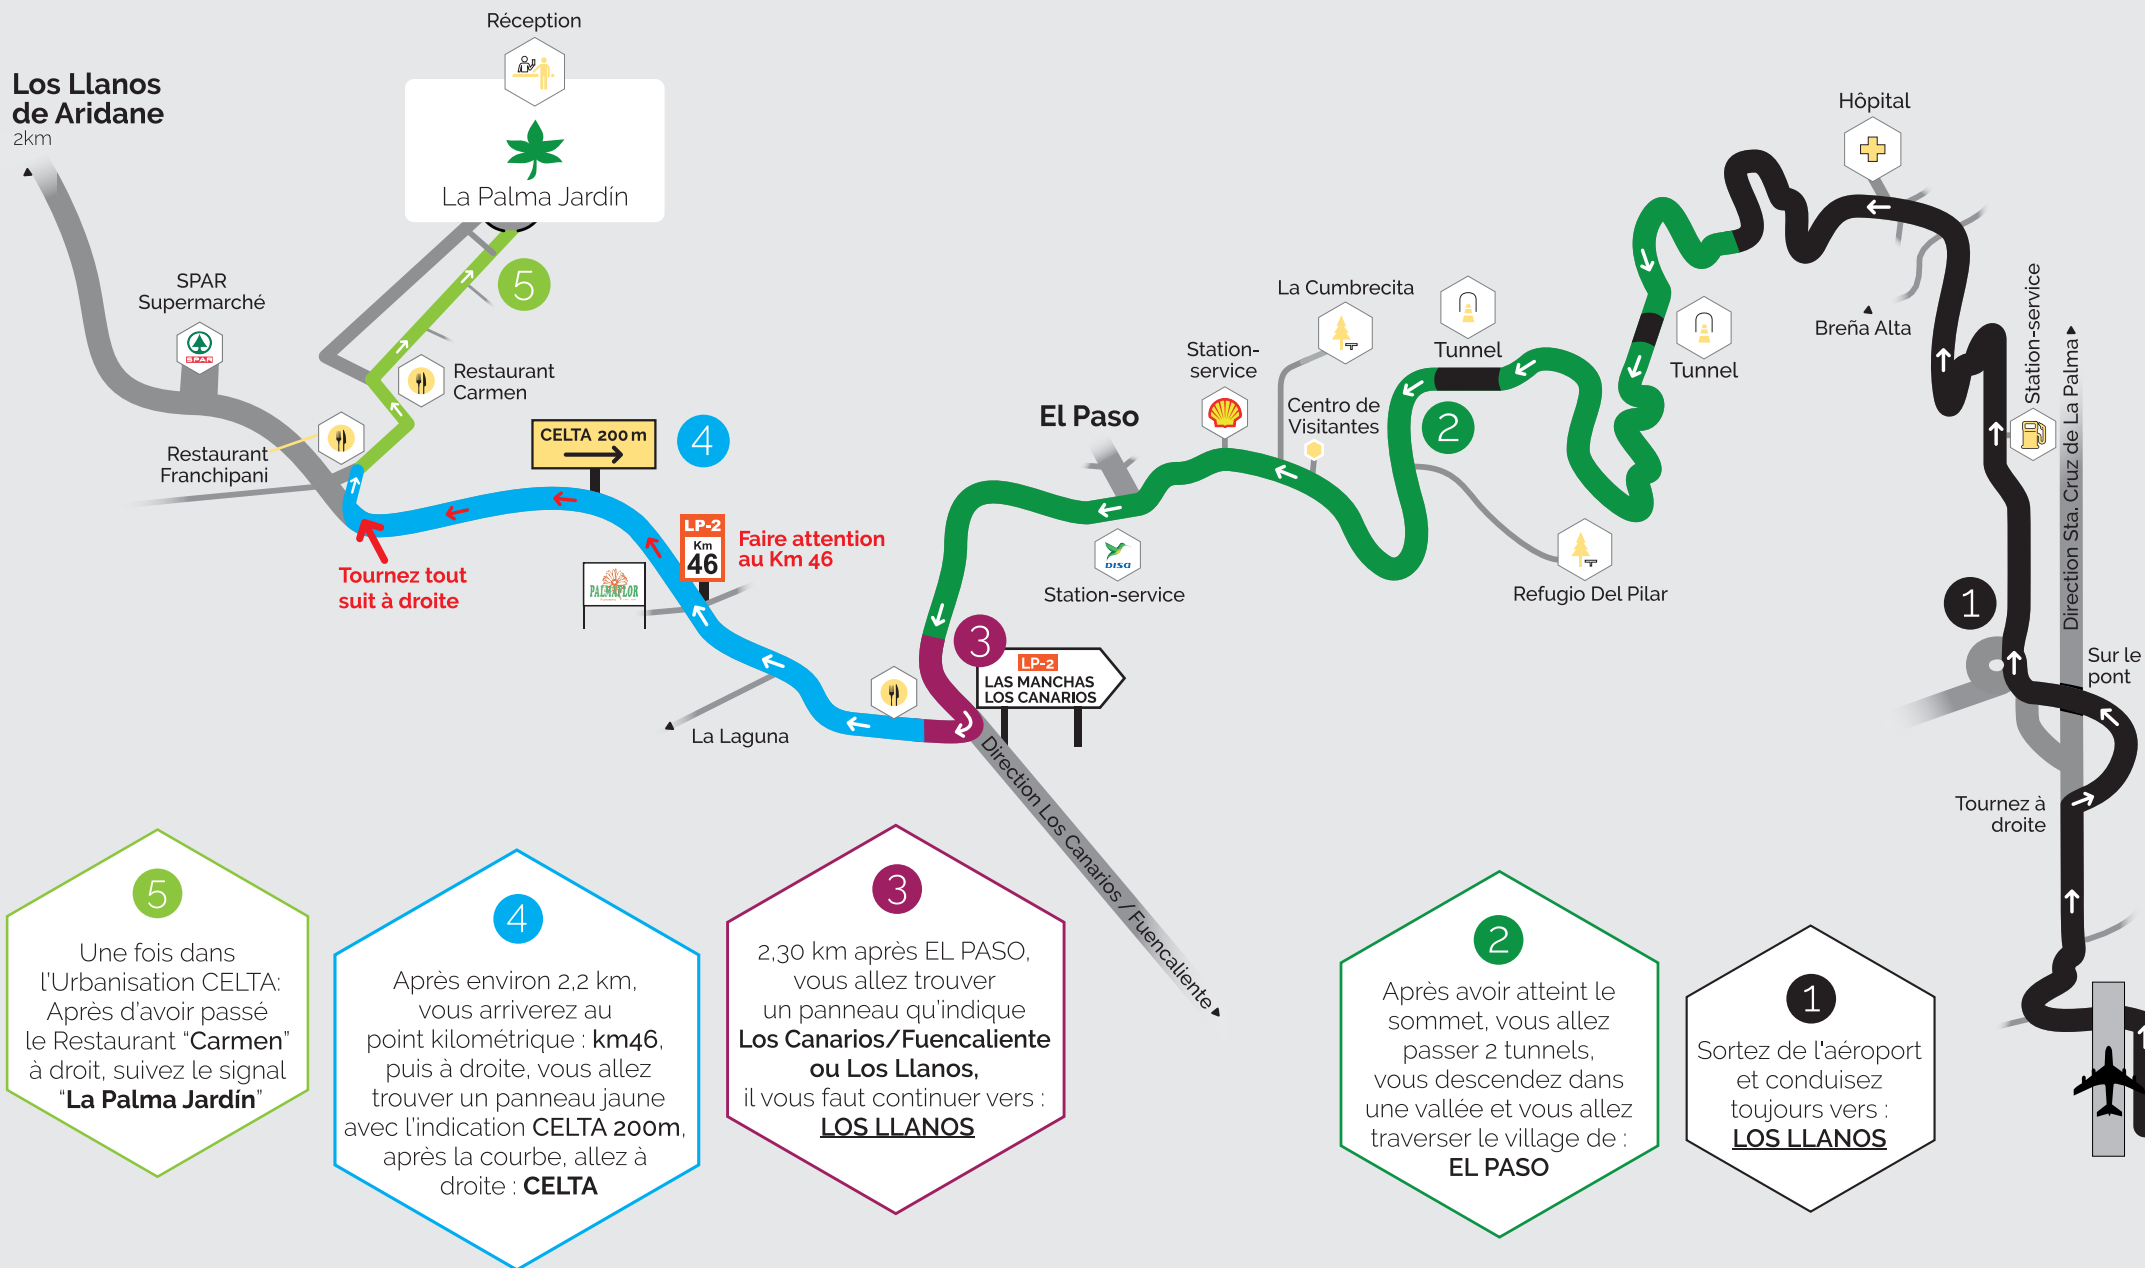 Réception
Los Llanos
de Aridane
2km
La Palma Jardín
5
SPAR
Supermarché
SPAR
Restaurant
Carmen
Restaurant
Franchipani
CELTA 200 m
4
LP-2
Km
46
Faire attention
au Km 46
Tournez tout
suit à droite
PALMAFLOR
La Laguna
3
LP-2
LAS MANCHAS
LOS CANARIOS
Direction Los Canarios / Fuencaliente
El Paso
Station-
service
La Cumbrecita
Centro de
Visitantes
Tunnel
2
DISA
Station-service
Refugio Del Pilar
Tunnel
Hôpital
Breña Alta
Station-service
Direction Sta. Cruz de La Palma
1
Sur le
pont
Tournez à
droite
5
Une fois dans
l'Urbanisation CELTA:
Après d'avoir passé
le Restaurant “Carmen”
à droit, suivez le signal
“La Palma Jardín”
4
Après environ 2,2 km,
vous arriverez au
point kilométrique : km46,
puis à droite, vous allez
trouver un panneau jaune
avec l'indication CELTA 200m,
après la courbe, allez à
droite : CELTA
3
2,30 km après EL PASO,
vous allez trouver
un panneau qu'indique
Los Canarios/Fuencaliente
ou Los Llanos,
il vous faut continuer vers :
LOS LLANOS
2
Après avoir atteint le
sommet, vous allez
passer 2 tunnels,
vous descendez dans
une vallée et vous allez
traverser le village de :
EL PASO
1
Sortez de l'aéroport
et conduisez
toujours vers :
LOS LLANOS